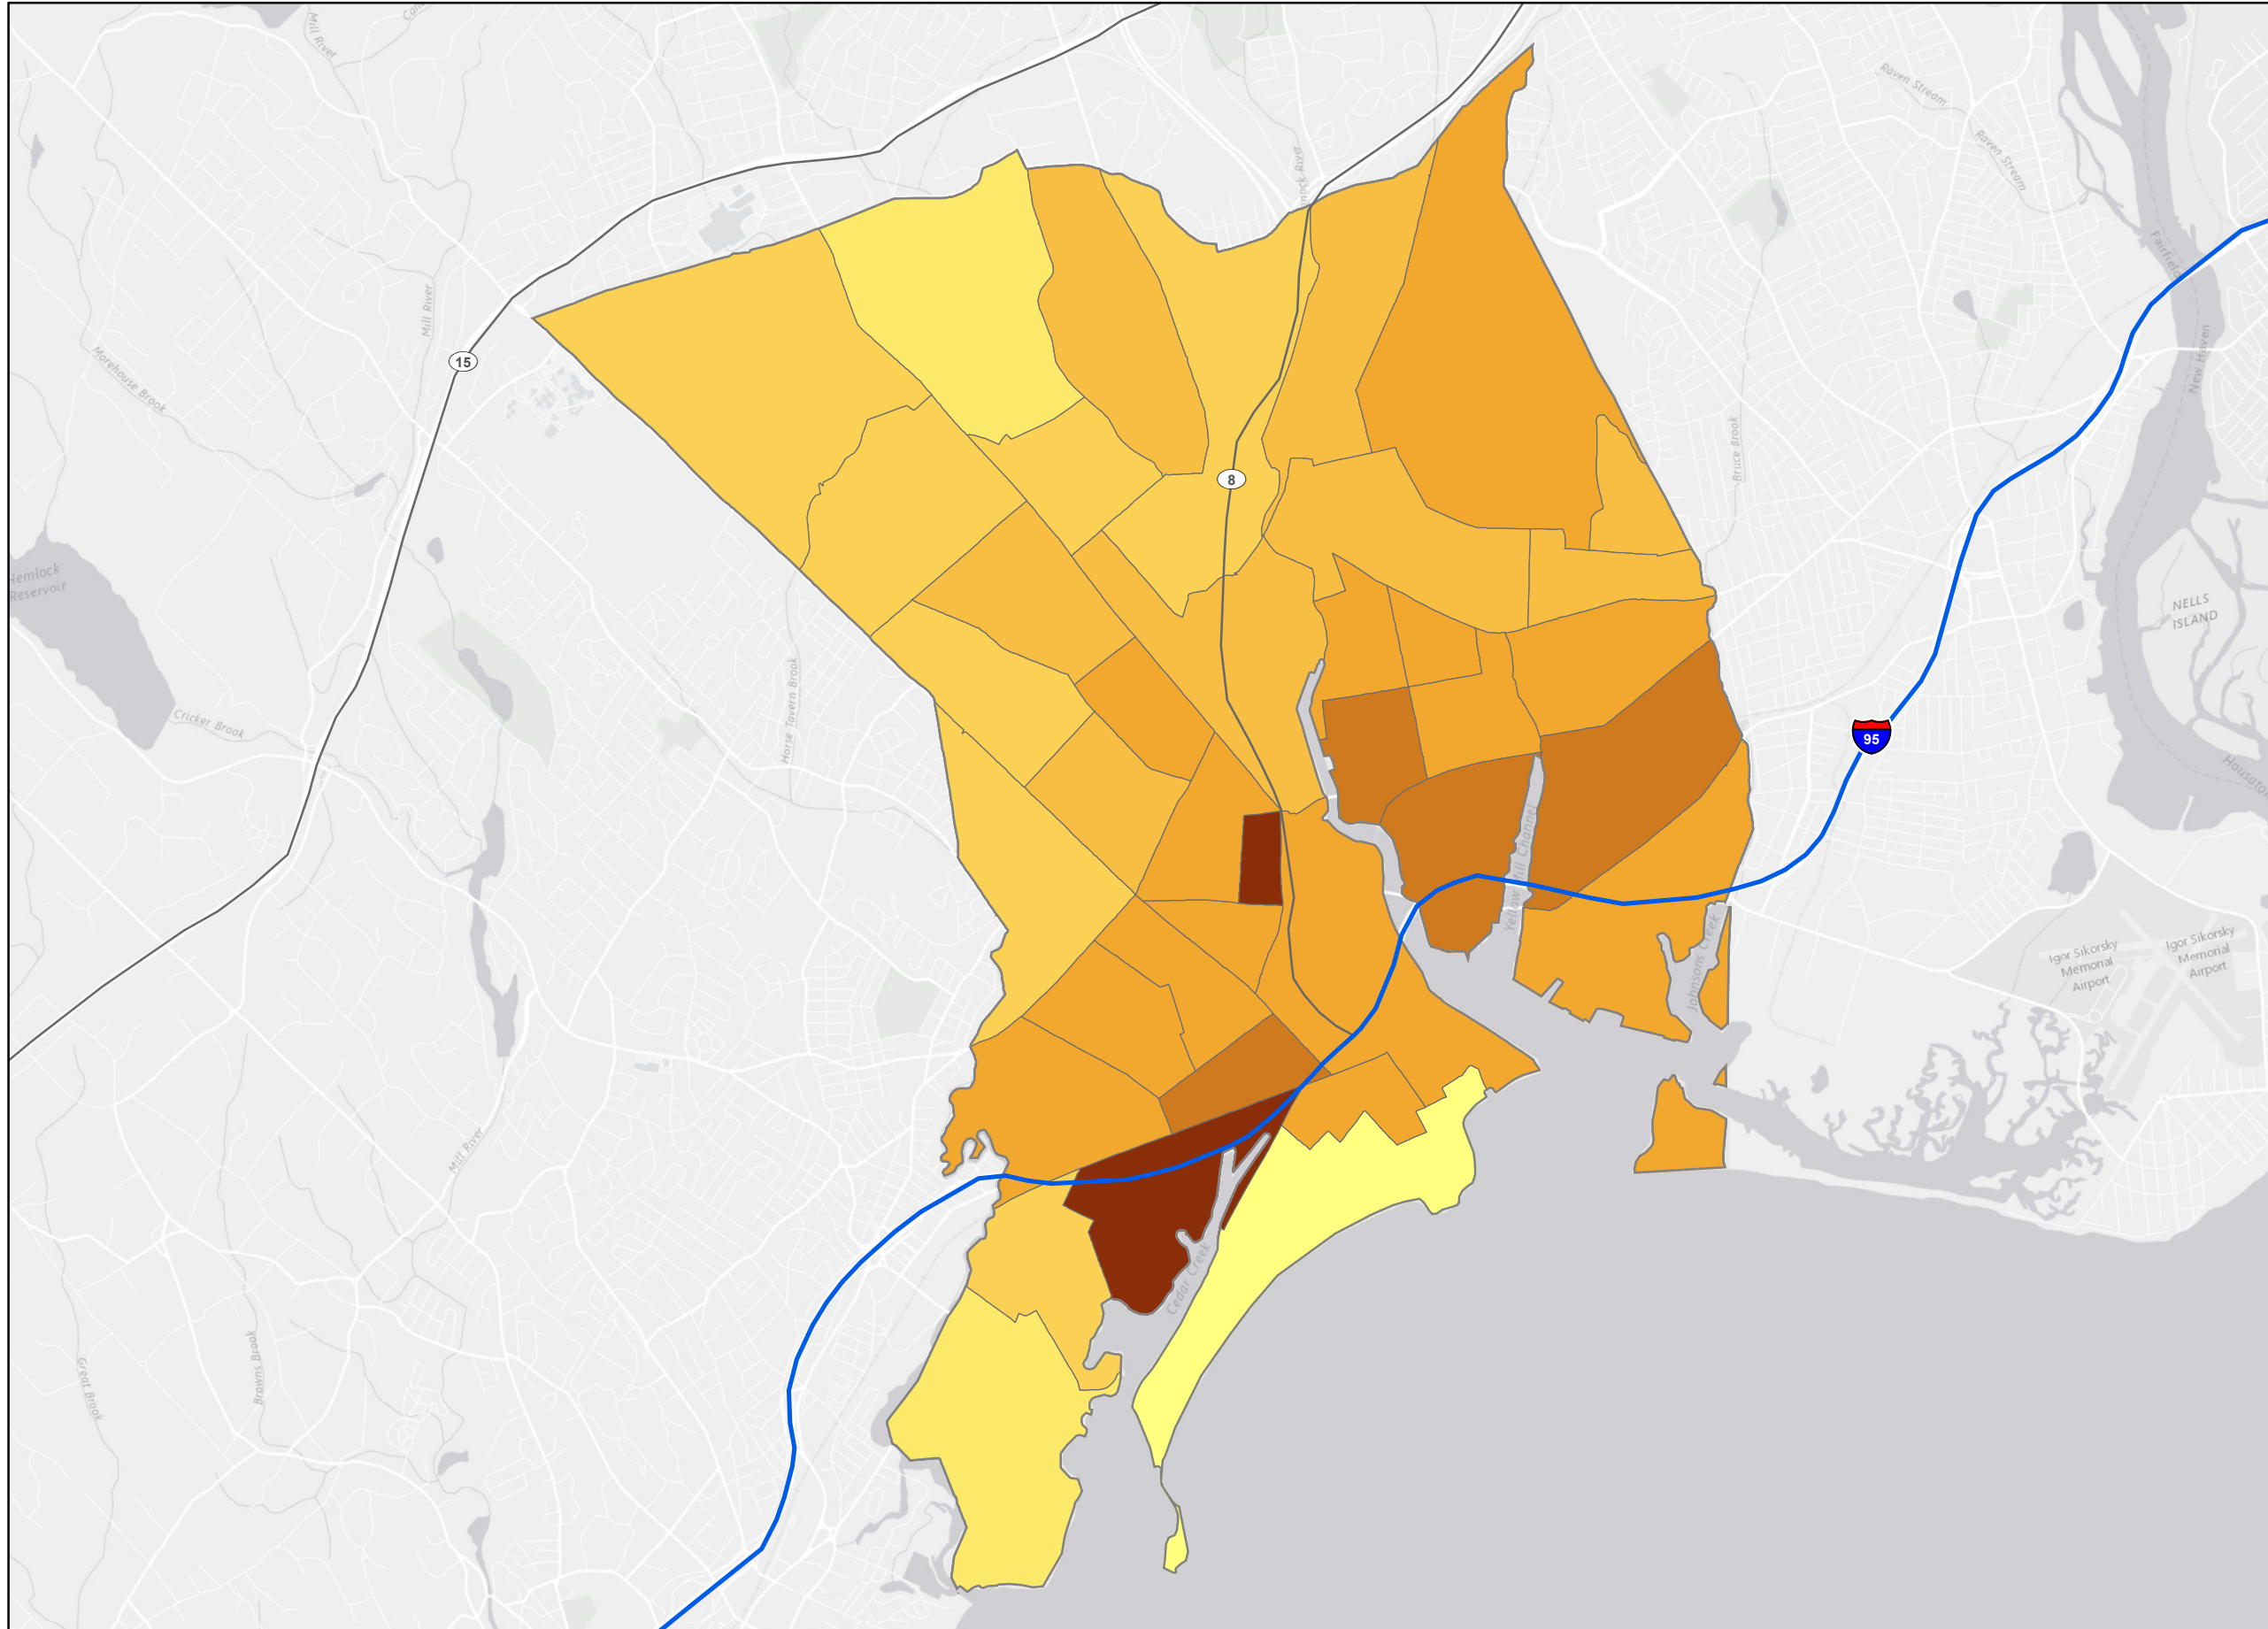 Mill River
Raven Stream
Raven Stream
Fairfield
New Haven
Mill River
15
Morehouse Brook
8
Bruce Brook
Hemlock
Reservoir
NELLS
ISLAND
Horse Tavern Brook
Cricker Brook
95
Yellow Mill Channel
Johnsons Creek
Igor Sikorsky
Memorial
Airport
Igor Sikorsky
Memorial
Airport
Mill River
Cedar Creek
Browns Brook
Great Brook